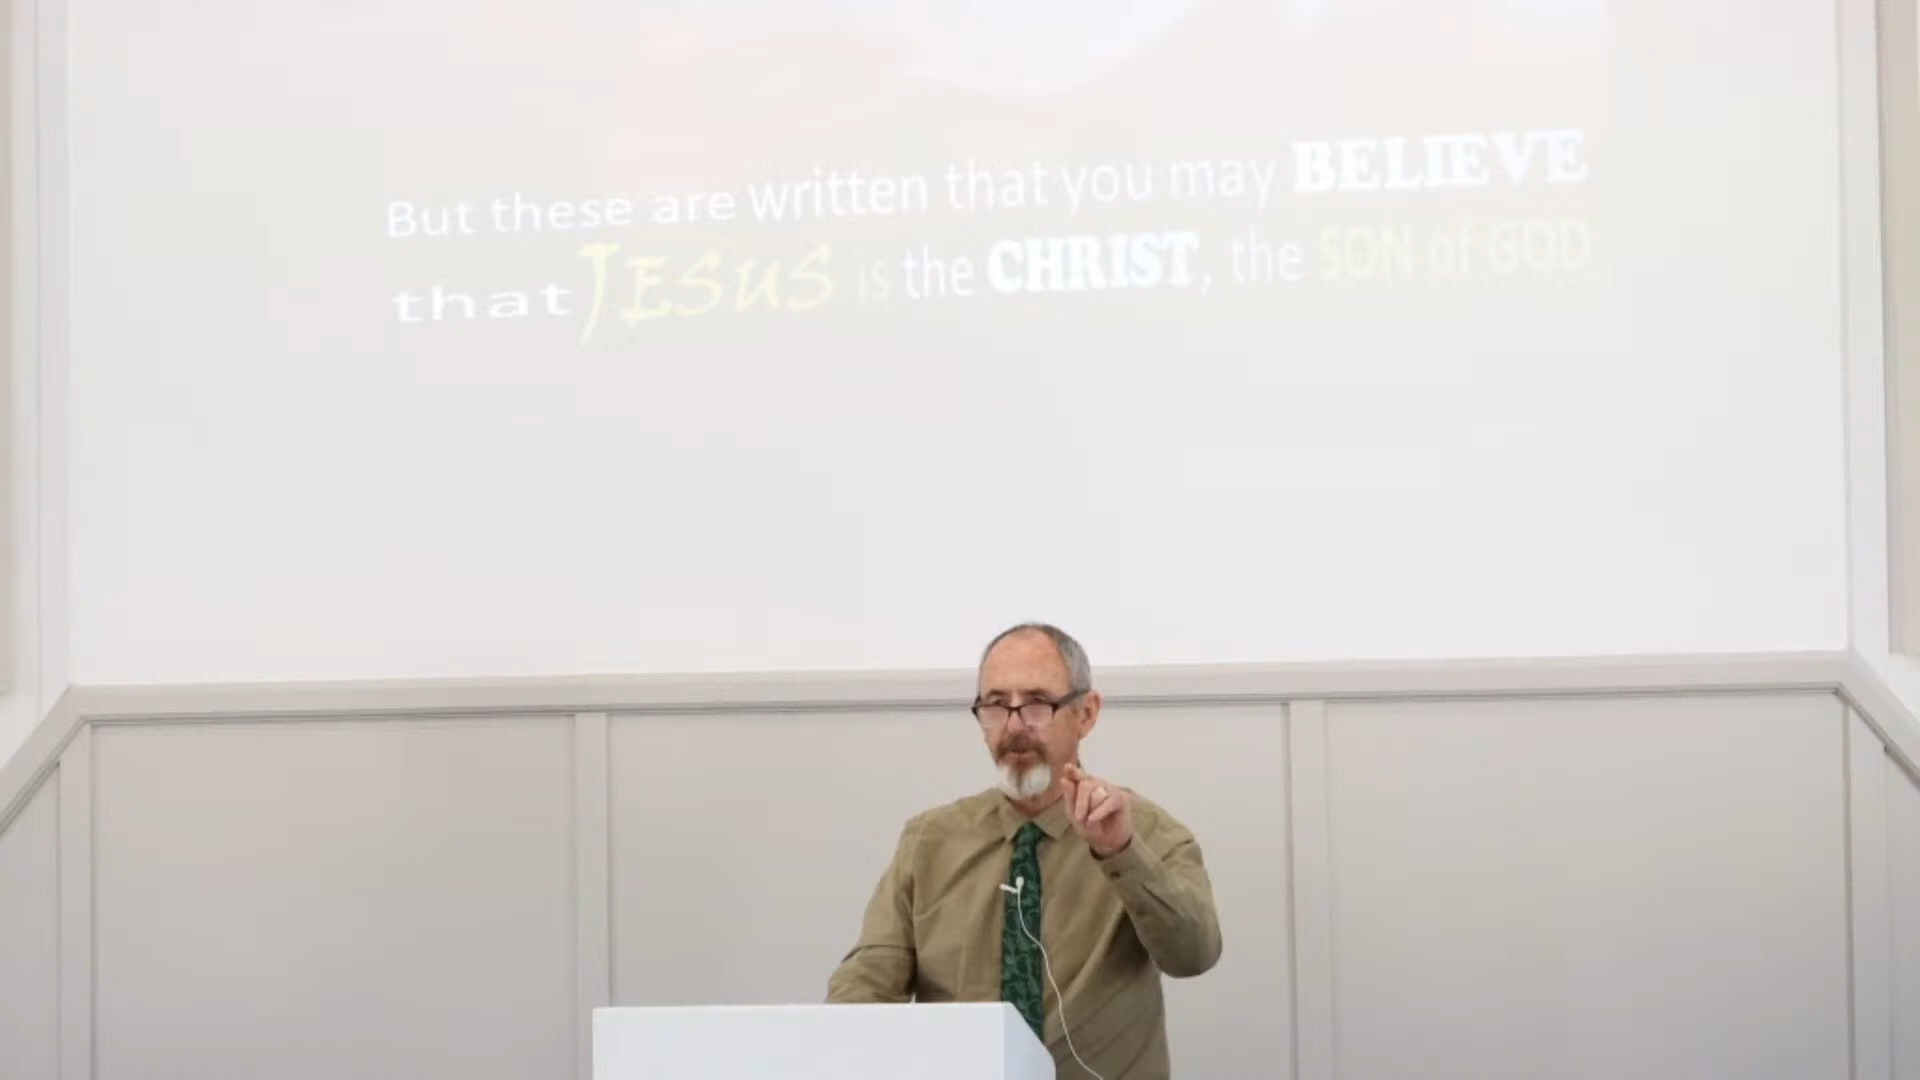 But these are written that you may BELIEVE
that JESUS is the CHRIST, the SON of GOD